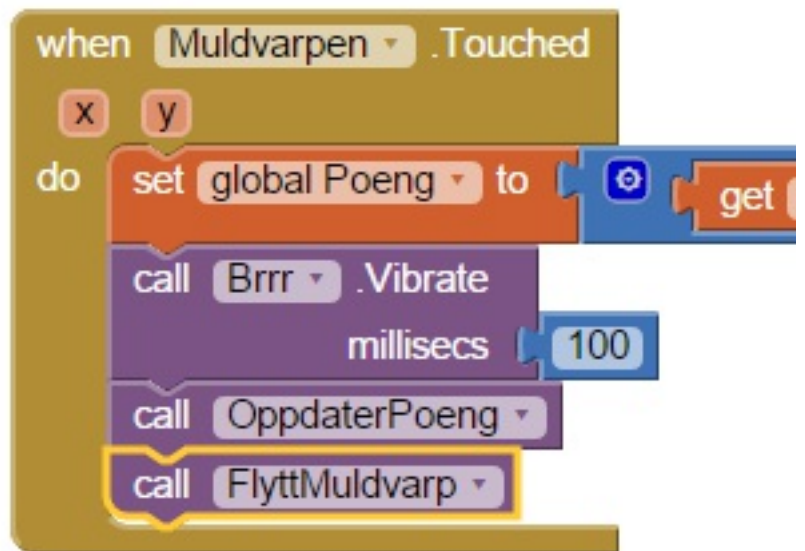 when Muldvarpen .Touched
x y
do set global Poeng to get
call Brrr .Vibrate
millisecs 100
call OppdaterPoeng
call FlyttMuldvarp